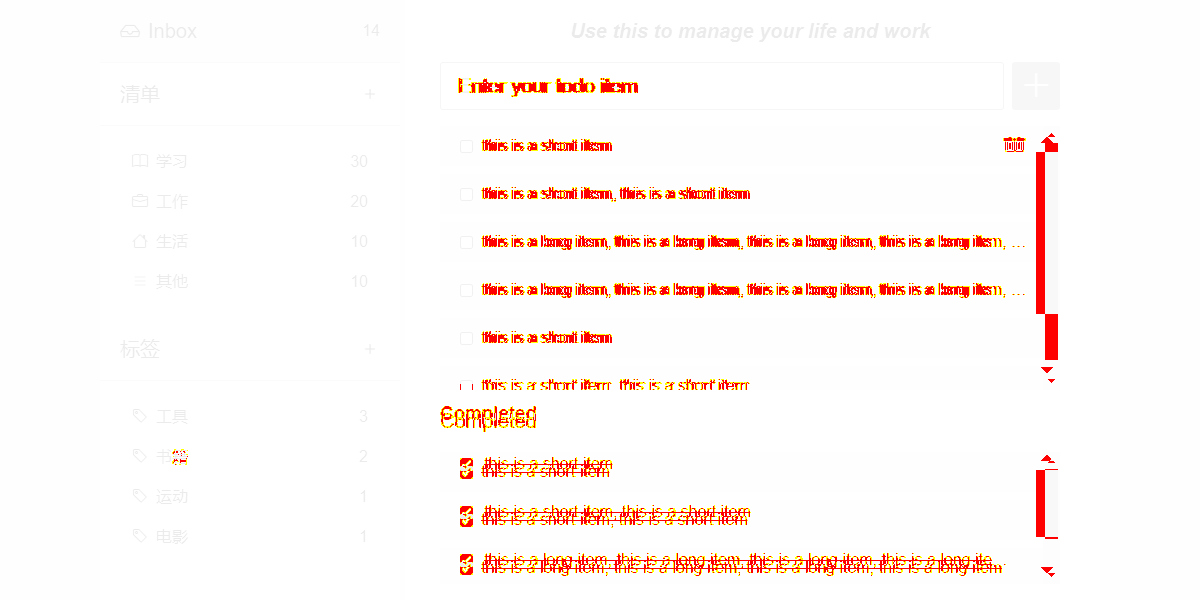 Inbox 14
清单 +
学习 30
工作 20
生活 10
其他 10
标签 +
工具 3
书 2
运动 1
电影 1
Use this to manage your life and work
Enter your todo item
this is a short item
this is a short item, this is a short item
this is a long item, this is a long item, this is a long item, this is a long item, ...
this is a long item, this is a long item, this is a long item, this is a long item, ...
this is a short item
this is a short item, this is a short item
Completed
this is a short item
this is a short item, this is a short item
this is a long item, this is a long item, this is a long item, this is a long item